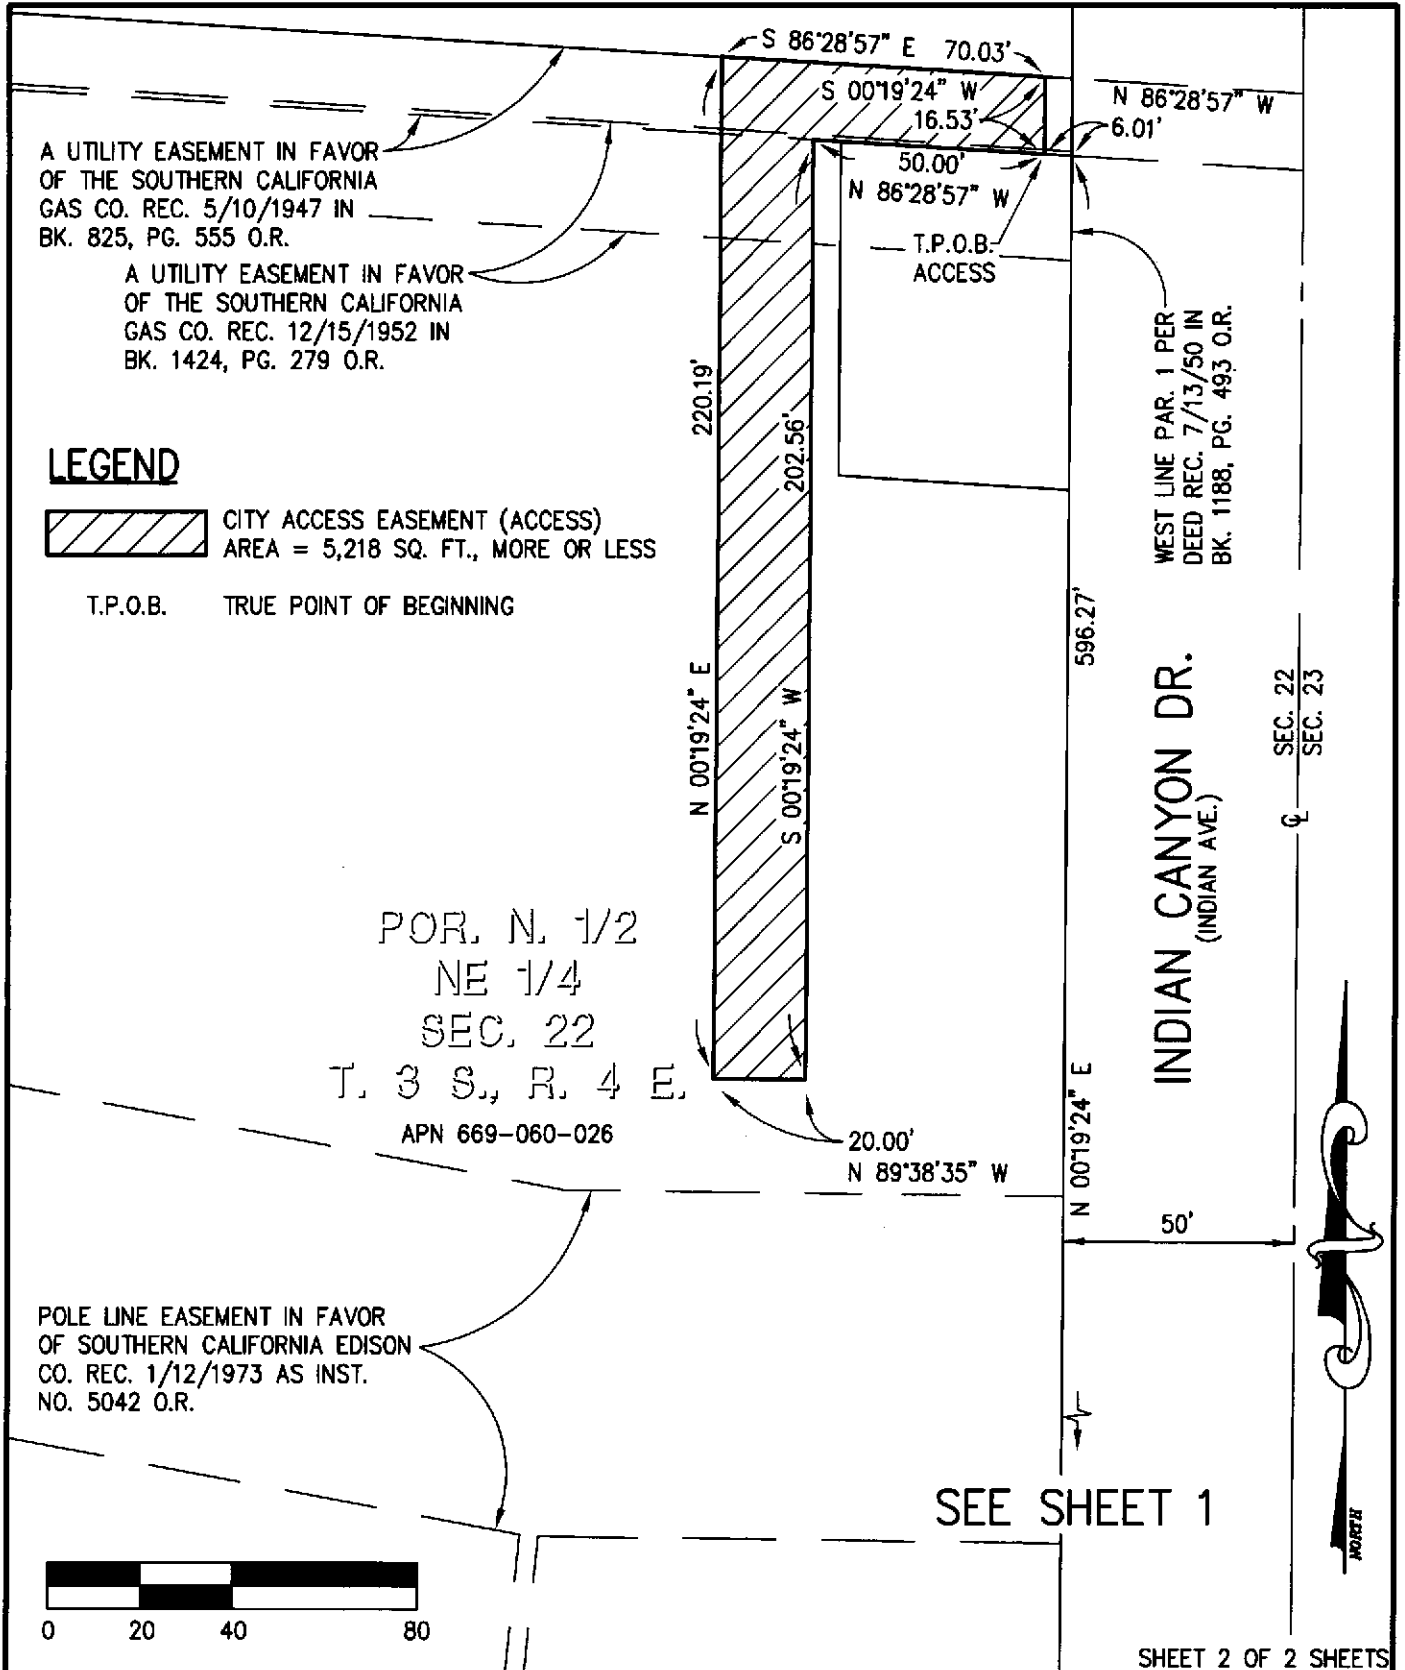 S 86°28'57" E 70.03'
S 00°19'24" W
16.53'
N 86°28'57" W
6.01'
50.00'
N 86°28'57" W
T.P.O.B.
ACCESS
A UTILITY EASEMENT IN FAVOR
OF THE SOUTHERN CALIFORNIA
GAS CO. REC. 5/10/1947 IN
BK. 825, PG. 555 O.R.
A UTILITY EASEMENT IN FAVOR
OF THE SOUTHERN CALIFORNIA
GAS CO. REC. 12/15/1952 IN
BK. 1424, PG. 279 O.R.
220.19'
202.56'
WEST LINE PAR. 1 PER
DEED REC. 7/13/50 IN
BK. 1188, PG. 493 O.R.
LEGEND
CITY ACCESS EASEMENT (ACCESS)
AREA = 5,218 SQ. FT., MORE OR LESS
T.P.O.B. TRUE POINT OF BEGINNING
596.27'
N 00°19'24" E
S 00°19'24" W
INDIAN CANYON DR.
(INDIAN AVE.)
SEC. 22
SEC. 23
℄
POR. N. 1/2
NE 1/4
SEC. 22
T. 3 S., R. 4 E.
APN 669-060-026
20.00'
N 89°38'35" W
N 00°19'24" E
50'
POLE LINE EASEMENT IN FAVOR
OF SOUTHERN CALIFORNIA EDISON
CO. REC. 1/12/1973 AS INST.
NO. 5042 O.R.
SEE SHEET 1
NORTH
0 20 40 80
SHEET 2 OF 2 SHEETS